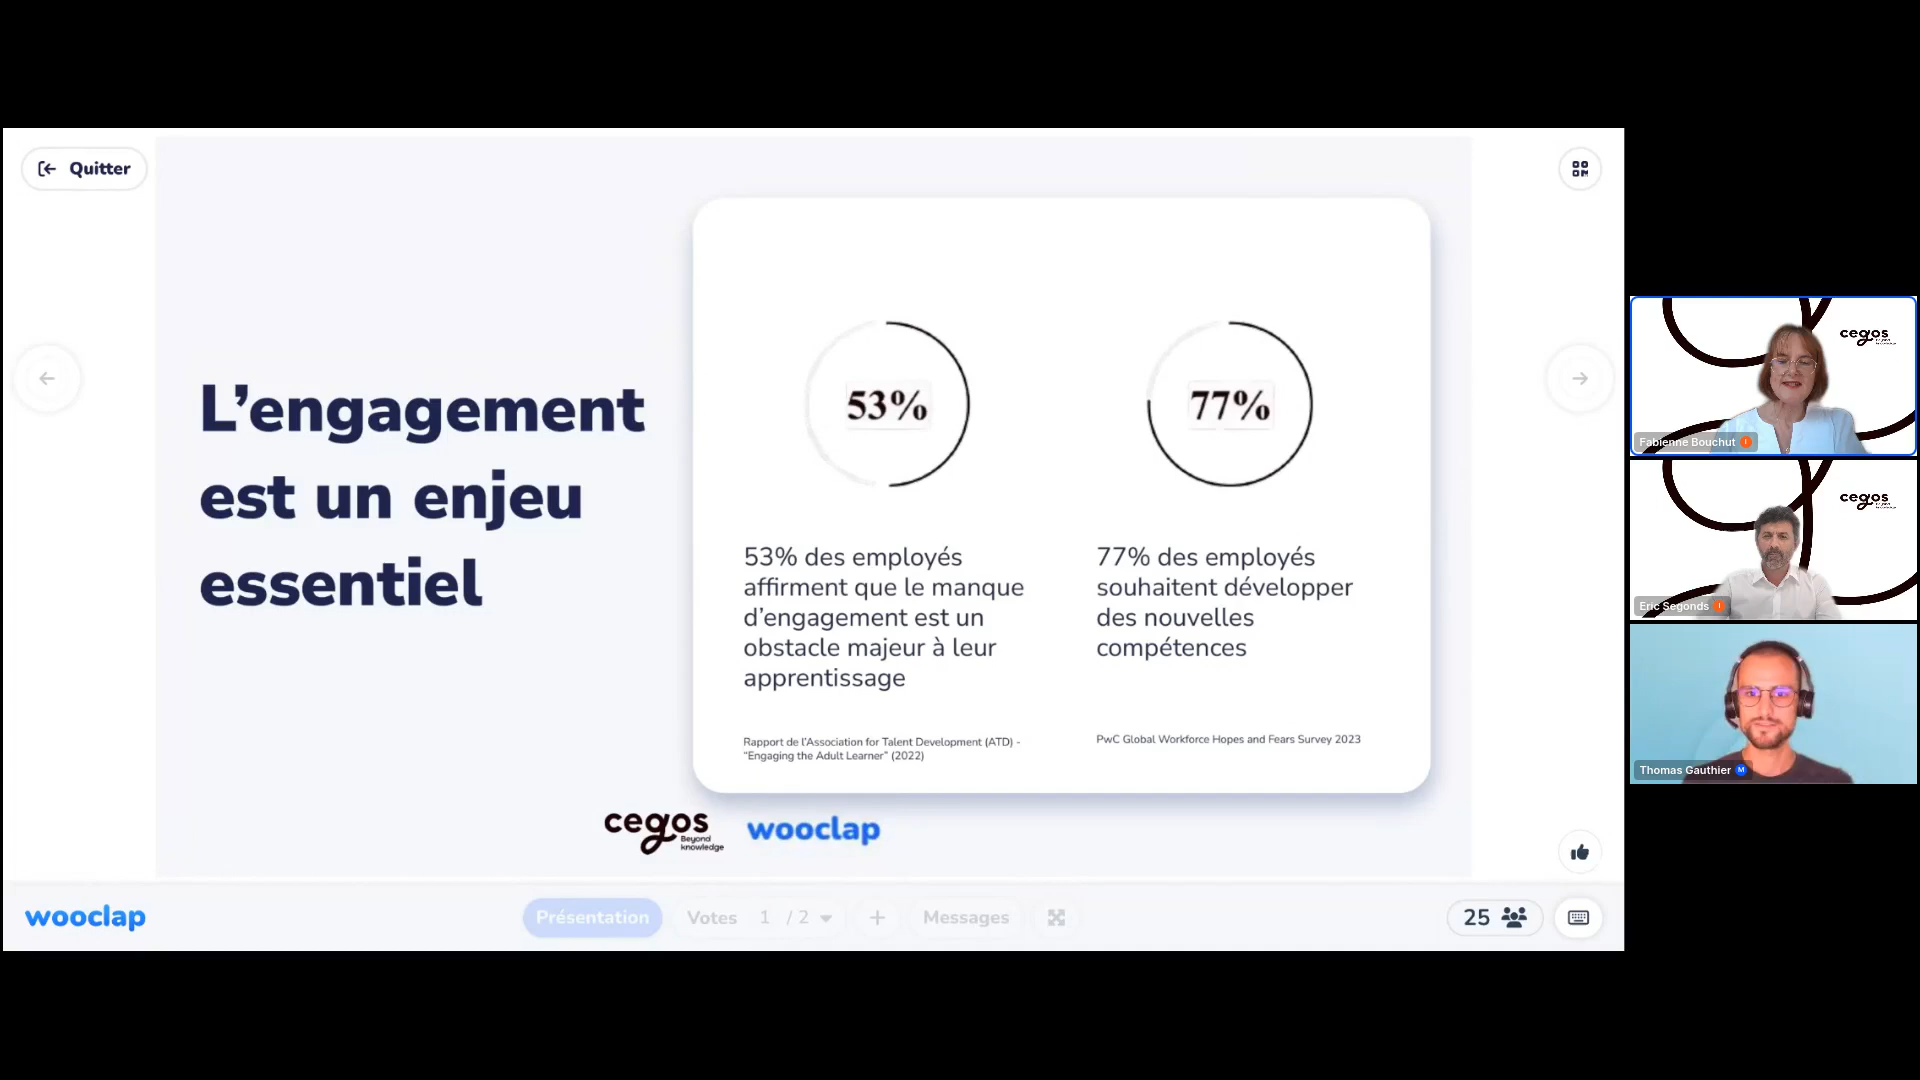 Quitter
L’engagement
est un enjeu
essentiel
53%
77%
53% des employés
affirment que le manque
d’engagement est un
obstacle majeur à leur
apprentissage
77% des employés
souhaitent développer
des nouvelles
compétences
Rapport de l’Association for Talent Development (ATD) -
“Engaging the Adult Learner” (2022)
PwC Global Workforce Hopes and Fears Survey 2023
cegos
Beyond
knowledge
wooclap
wooclap
Présentation
Votes 1 / 2
Messages
25
cegos
Fabienne Bouchut
cegos
Eric Segonds
Thomas Gauthier